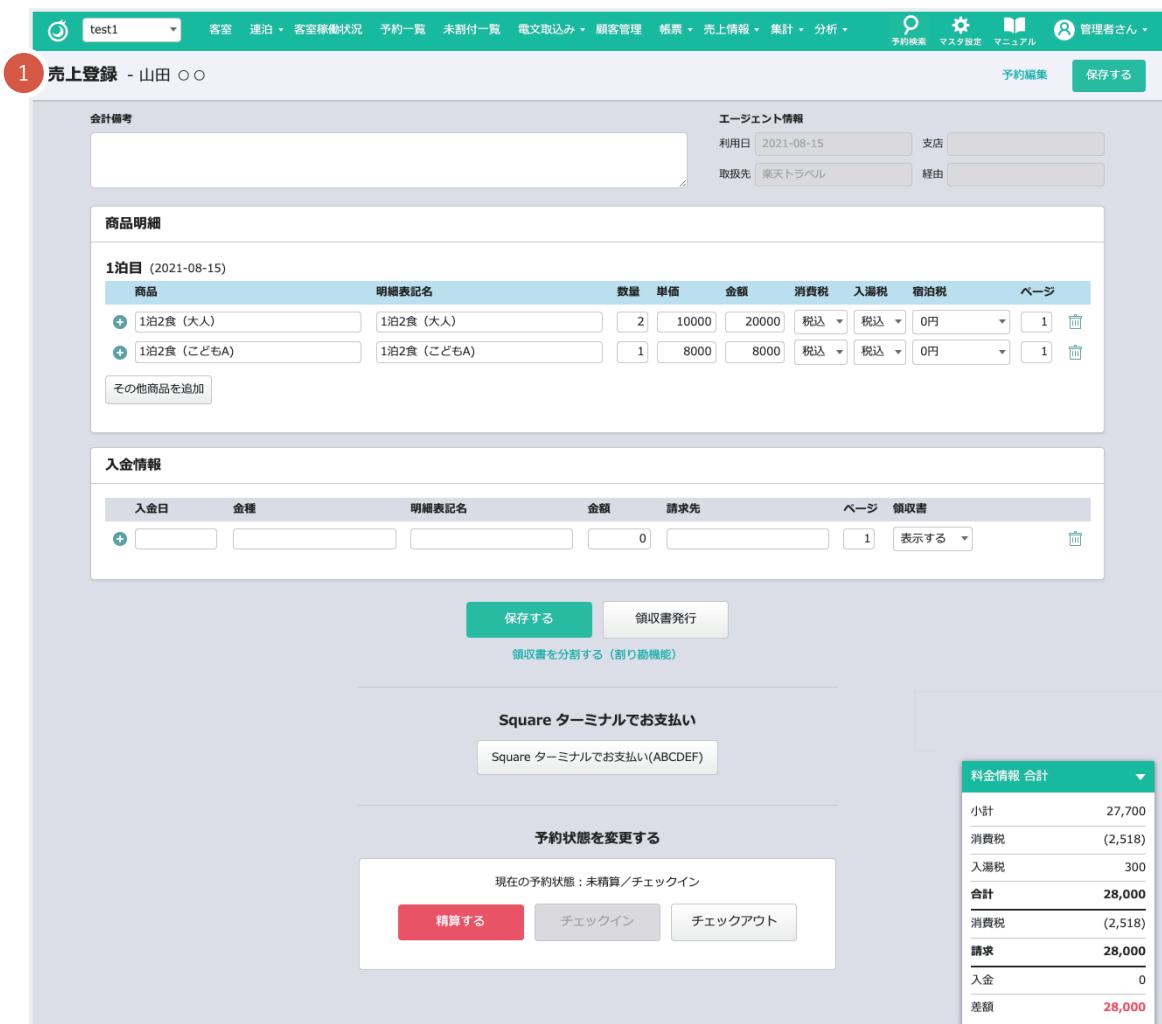 test1 客室 連泊 客室稼働状況 予約一覧 未割付一覧 電文取込み 顧客管理 帳票 売上情報 集計 分析 予約検索 マスタ設定 マニュアル 管理者さん
1 売上登録 - 山田 ○○ 予約編集 保存する
会計備考 エージェント情報
利用日 2021-08-15 支店
取扱先 楽天トラベル 経由
商品明細
1泊目 (2021-08-15)
商品 明細表記名 数量 単価 金額 消費税 入湯税 宿泊税 ページ
1泊2食（大人） 1泊2食（大人） 2 10000 20000 税込 税込 0円 1
1泊2食（こどもA) 1泊2食（こどもA) 1 8000 8000 税込 税込 0円 1
その他商品を追加
入金情報
入金日 金種 明細表記名 金額 請求先 ページ 領収書
0 1 表示する
保存する 領収書発行
領収書を分割する（割り勘機能）
Square ターミナルでお支払い
Square ターミナルでお支払い(ABCDEF)
予約状態を変更する
現在の予約状態：未精算／チェックイン
精算する チェックイン チェックアウト
料金情報 合計
小計 27,700
消費税 (2,518)
入湯税 300
合計 28,000
消費税 (2,518)
請求 28,000
入金 0
差額 28,000